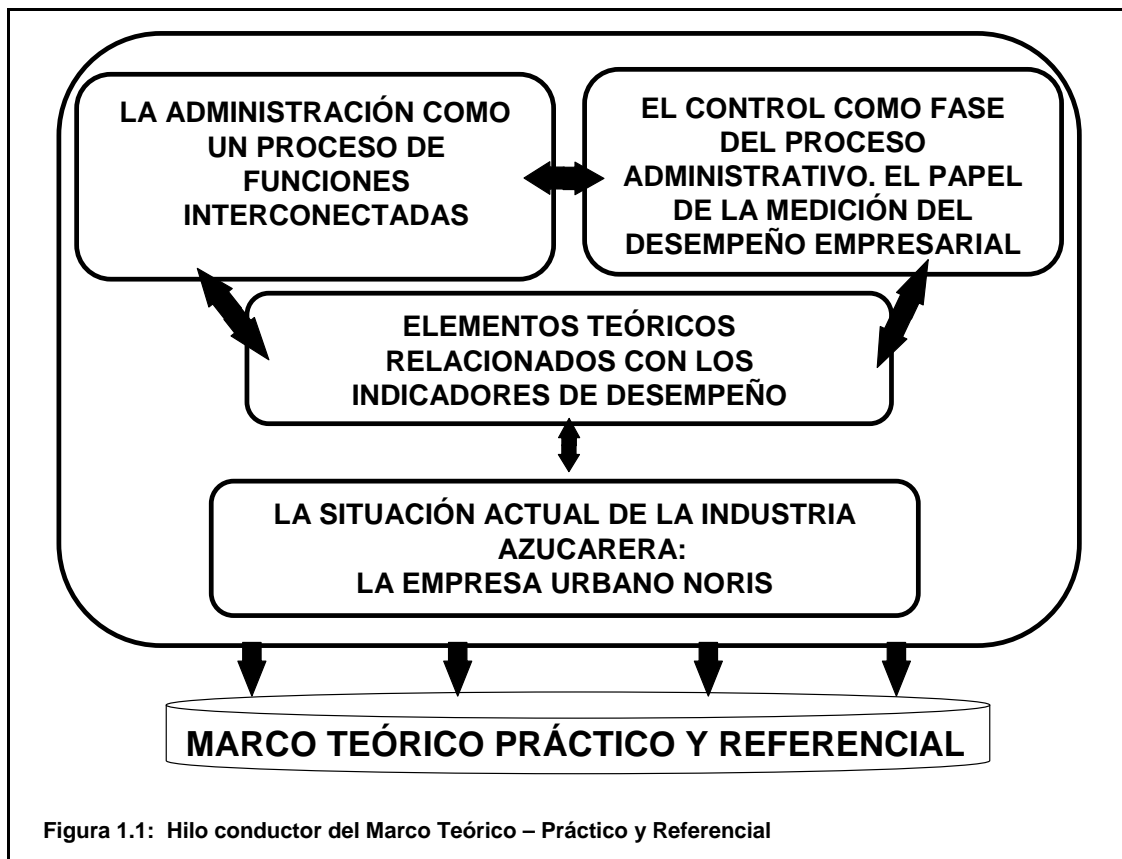 LA ADMINISTRACIÓN COMO
UN PROCESO DE
FUNCIONES
INTERCONECTADAS
EL CONTROL COMO FASE
DEL PROCESO
ADMINISTRATIVO. EL PAPEL
DE LA MEDICIÓN DEL
DESEMPEÑO EMPRESARIAL
ELEMENTOS TEÓRICOS
RELACIONADOS CON LOS
INDICADORES DE DESEMPEÑO
LA SITUACIÓN ACTUAL DE LA INDUSTRIA
AZUCARERA:
LA EMPRESA URBANO NORIS
MARCO TEÓRICO PRÁCTICO Y REFERENCIAL
Figura 1.1: Hilo conductor del Marco Teórico – Práctico y Referencial